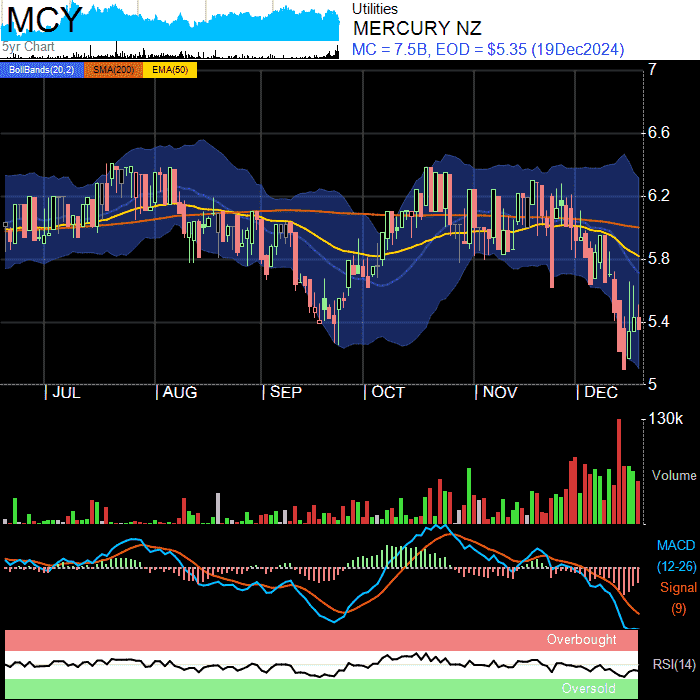 MCY
5yr Chart
Utilities
MERCURY NZ
MC = 7.5B, EOD = $5.35 (19Dec2024)
BollBands(20,2) SMA(200) EMA(50)
7
6.6
6.2
5.8
5.4
5
JUL AUG SEP OCT NOV DEC
130k
Volume
MACD
(12-26)
Signal
(9)
Overbought
RSI(14)
Oversold